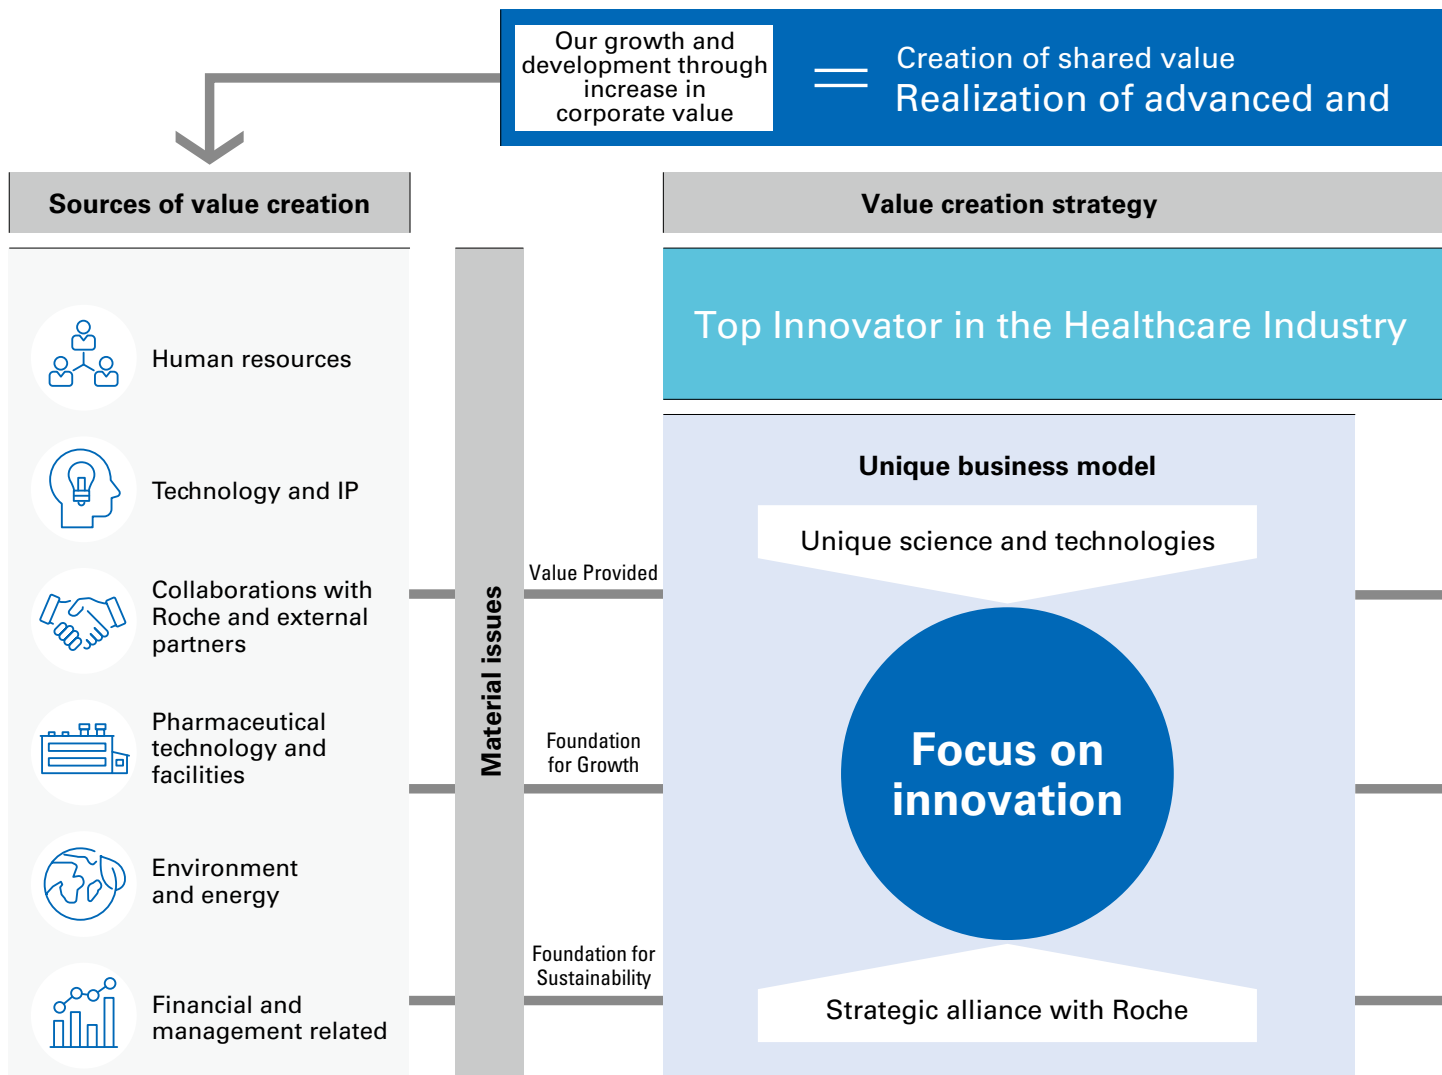 Our growth and
development through
increase in
corporate value
=
Creation of shared value
Realization of advanced and
Sources of value creation
Human resources
Technology and IP
Collaborations with
Roche and external
partners
Pharmaceutical
technology and
facilities
Environment
and energy
Financial and
management related
Material issues
Value Provided
Foundation
for Growth
Foundation for
Sustainability
Value creation strategy
Top Innovator in the Healthcare Industry
Unique business model
Unique science and technologies
Focus on
innovation
Strategic alliance with Roche